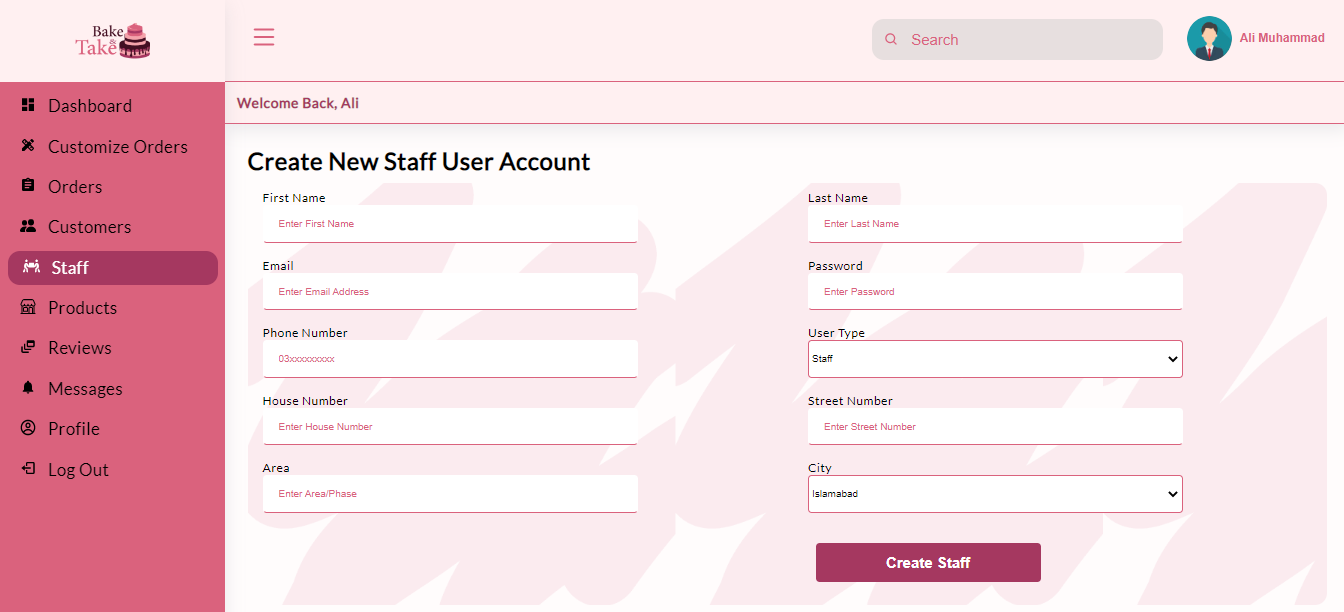 Bake
&
Take
Search
Ali Muhammad
Welcome Back, Ali
Dashboard
Customize Orders
Orders
Customers
Staff
Products
Reviews
Messages
Profile
Log Out
Create New Staff User Account
First Name
Last Name
Enter First Name
Enter Last Name
Email
Password
Enter Email Address
Enter Password
Phone Number
User Type
03xxxxxxxxx
Staff
House Number
Street Number
Enter House Number
Enter Street Number
Area
City
Enter Area/Phase
Islamabad
Create Staff